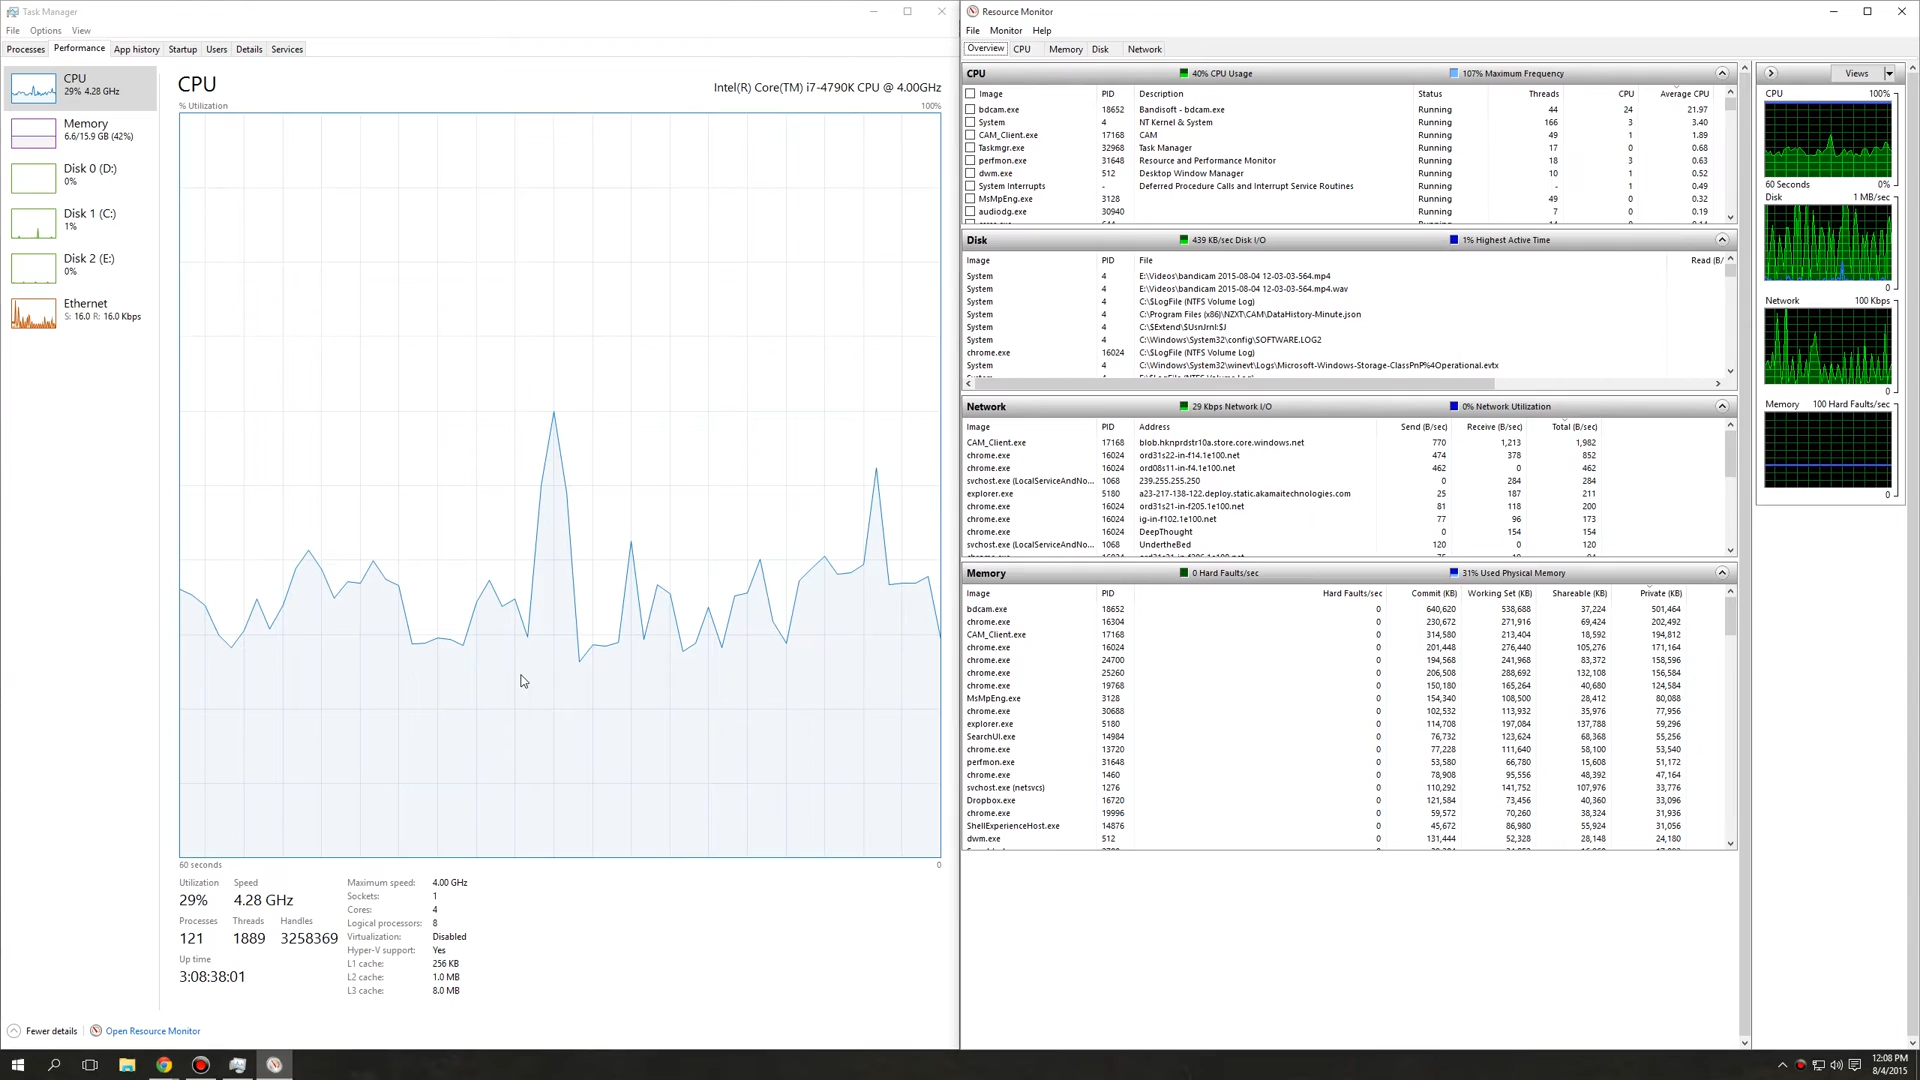 Task Manager
File Options View
Processes Performance App history Startup Users Details Services
CPU
29% 4.28 GHz
Memory
6.6/15.9 GB (42%)
Disk 0 (D:)
0%
Disk 1 (C:)
1%
Disk 2 (E:)
0%
Ethernet
S: 16.0 R: 16.0 Kbps
CPU Intel(R) Core(TM) i7-4790K CPU @ 4.00GHz
% Utilization 100%
60 seconds 0
Utilization Speed
29% 4.28 GHz
Processes Threads Handles
121 1889 3258369
Up time
3:08:38:01
Maximum speed: 4.00 GHz
Sockets: 1
Cores: 4
Logical processors: 8
Virtualization: Disabled
Hyper-V support: Yes
L1 cache: 256 KB
L2 cache: 1.0 MB
L3 cache: 8.0 MB
Fewer details Open Resource Monitor
Resource Monitor
File Monitor Help
Overview CPU Memory Disk Network
CPU 40% CPU Usage 107% Maximum Frequency
Image PID Description Status Threads CPU Average CPU
bdcam.exe 18652 Bandisoft - bdcam.exe Running 44 24 21.97
System 4 NT Kernel & System Running 166 3 3.40
CAM_Client.exe 17168 CAM Running 49 1 1.89
Taskmgr.exe 32968 Task Manager Running 17 0 0.68
perfmon.exe 31648 Resource and Performance Monitor Running 18 3 0.63
dwm.exe 512 Desktop Window Manager Running 10 1 0.52
System Interrupts - Deferred Procedure Calls and Interrupt Service Routines Running - 1 0.49
MsMpEng.exe 3128 Running 49 0 0.32
audiodg.exe 30940 Running 7 0 0.19
Disk 439 KB/sec Disk I/O 1% Highest Active Time
Image PID File Read (B/
System 4 E:\Videos\bandicam 2015-08-04 12-03-03-564.mp4
System 4 E:\Videos\bandicam 2015-08-04 12-03-03-564.mp4.wav
System 4 C:\$LogFile (NTFS Volume Log)
System 4 C:\Program Files (x86)\NZXT\CAM\DataHistory-Minute.json
System 4 C:\$Extend\$UsnJrnl:$J
System 4 C:\Windows\System32\config\SOFTWARE.LOG2
chrome.exe 16024 C:\$LogFile (NTFS Volume Log)
System 4 C:\Windows\System32\winevt\Logs\Microsoft-Windows-Storage-ClassPnP%4Operational.evtx
Network 29 Kbps Network I/O 0% Network Utilization
Image PID Address Send (B/sec) Receive (B/sec) Total (B/sec)
CAM_Client.exe 17168 blob.hknprdstr10a.store.core.windows.net 770 1,213 1,982
chrome.exe 16024 ord31s22-in-f14.1e100.net 474 378 852
chrome.exe 16024 ord08s11-in-f4.1e100.net 462 0 462
svchost.exe (LocalServiceAndNo... 1068 239.255.255.250 0 284 284
explorer.exe 5180 a23-217-138-122.deploy.static.akamaitechnologies.com 25 187 211
chrome.exe 16024 ord31s21-in-f205.1e100.net 81 118 200
chrome.exe 16024 ig-in-f102.1e100.net 77 96 173
chrome.exe 16024 DeepThought 0 154 154
svchost.exe (LocalServiceAndNo... 1068 UndertheBed 120 0 120
Memory 0 Hard Faults/sec 31% Used Physical Memory
Image PID Hard Faults/sec Commit (KB) Working Set (KB) Shareable (KB) Private (KB)
bdcam.exe 18652 0 640,620 538,688 37,224 501,464
chrome.exe 16304 0 230,672 271,916 69,424 202,492
CAM_Client.exe 17168 0 314,580 213,404 18,592 194,812
chrome.exe 16024 0 201,448 276,440 105,276 171,164
chrome.exe 24700 0 194,568 241,968 83,372 158,596
chrome.exe 25260 0 206,508 288,692 132,108 156,584
chrome.exe 19768 0 150,180 165,264 40,680 124,584
MsMpEng.exe 3128 0 154,340 108,500 28,412 80,088
chrome.exe 30688 0 102,532 113,932 35,976 77,956
explorer.exe 5180 0 114,708 197,084 137,788 59,296
SearchUI.exe 14984 0 76,732 123,624 68,368 55,256
chrome.exe 13720 0 77,228 111,640 58,100 53,540
perfmon.exe 31648 0 53,580 66,780 15,608 51,172
chrome.exe 1460 0 78,908 95,556 48,392 47,164
svchost.exe (netsvcs) 1276 0 110,292 141,752 107,976 33,776
Dropbox.exe 16720 0 121,584 73,456 40,360 33,096
chrome.exe 19996 0 59,572 70,260 38,324 31,936
ShellExperienceHost.exe 14876 0 45,672 86,980 55,924 31,056
dwm.exe 512 0 131,444 52,328 28,148 24,180
Views
CPU 100%
60 Seconds 0%
Disk 1 MB/sec
0
Network 100 Kbps
0
Memory 100 Hard Faults/sec
0
12:08 PM
8/4/2015